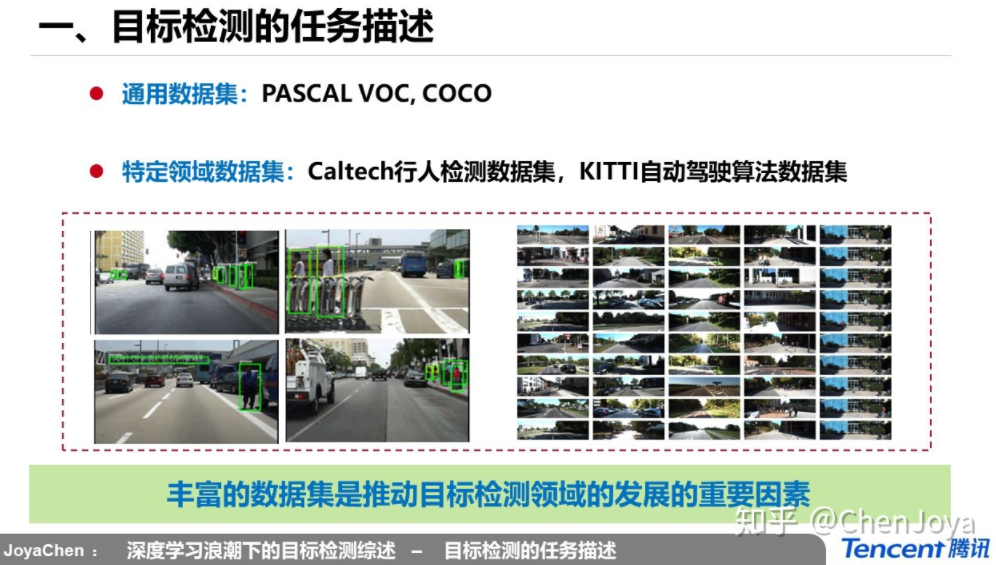 一、目标检测的任务描述
通用数据集：PASCAL VOC, COCO
特定领域数据集：Caltech行人检测数据集，KITTI自动驾驶算法数据集
丰富的数据集是推动目标检测领域的发展的重要因素
知乎 @ChenJoya
JoyaChen ： 深度学习浪潮下的目标检测综述 － 目标检测的任务描述
Tencent腾讯